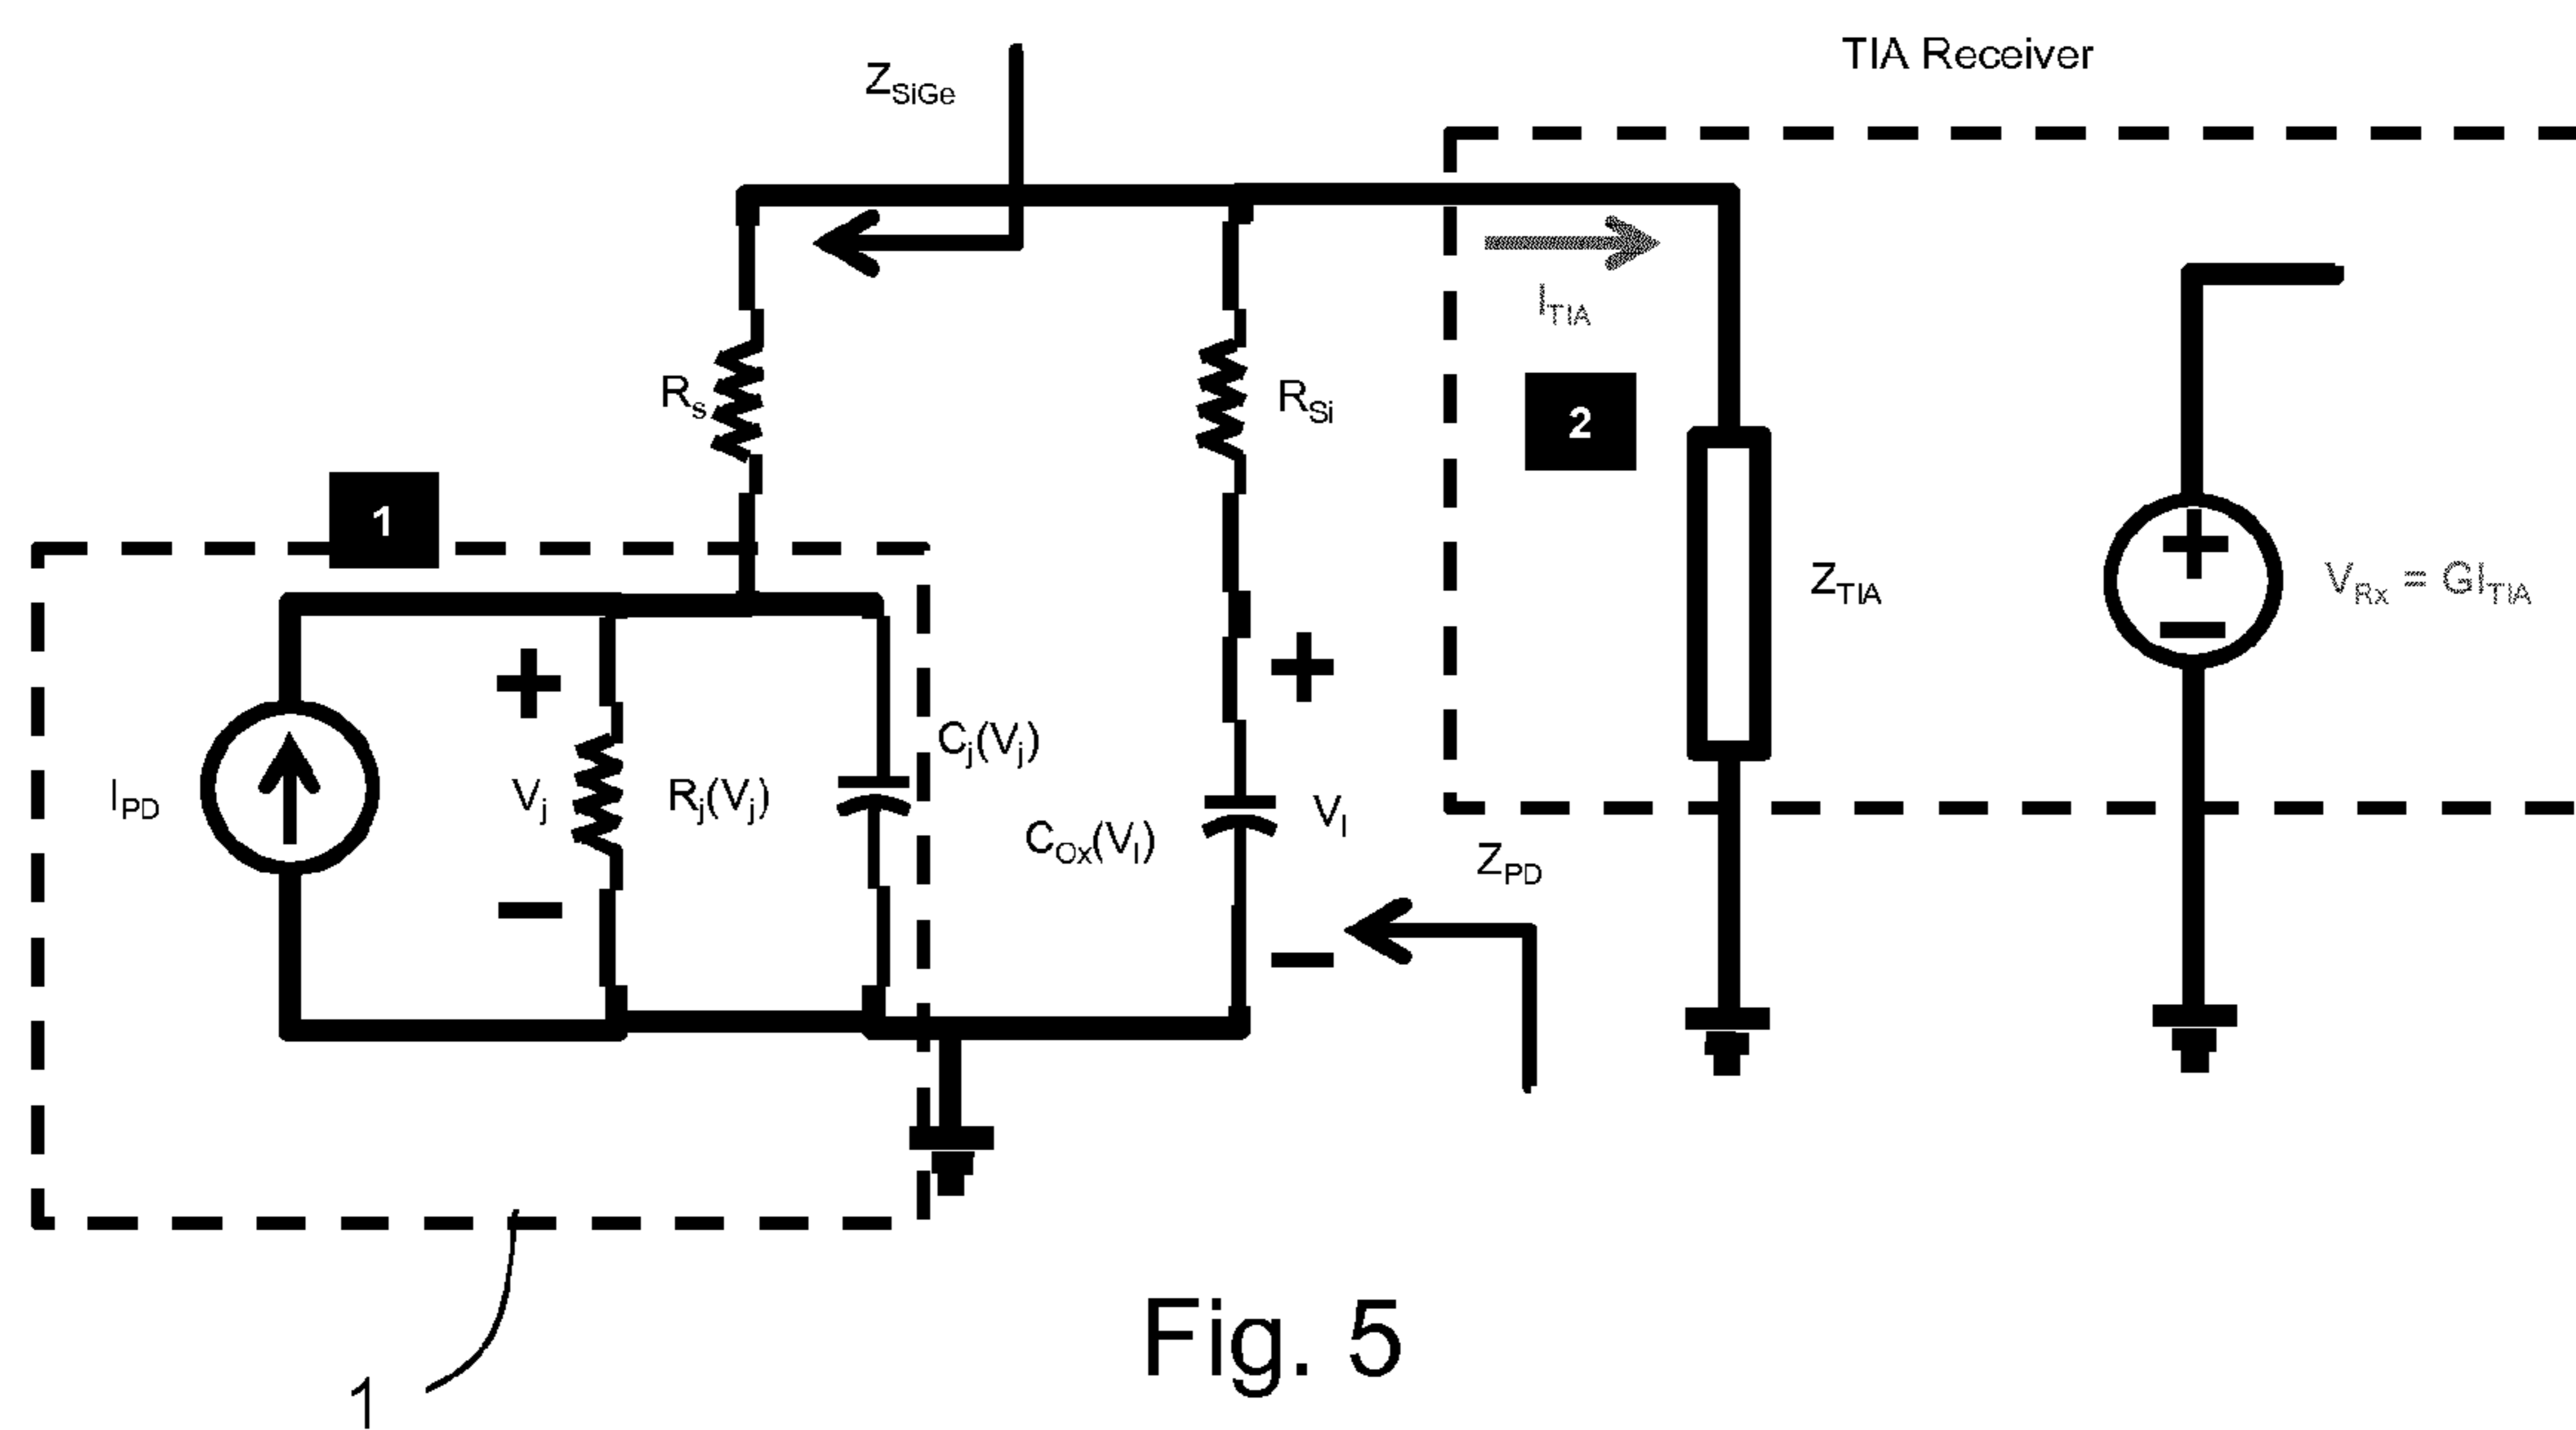 TIA Receiver
Z_SiGe
I_TIA
R_s
R_Si
2
1
Z_TIA
V_Rx = GI_TIA
C_j(V_j)
I_PD
V_j
R_j(V_j)
C_Ox(V_I)
V_I
Z_PD
Fig. 5
1